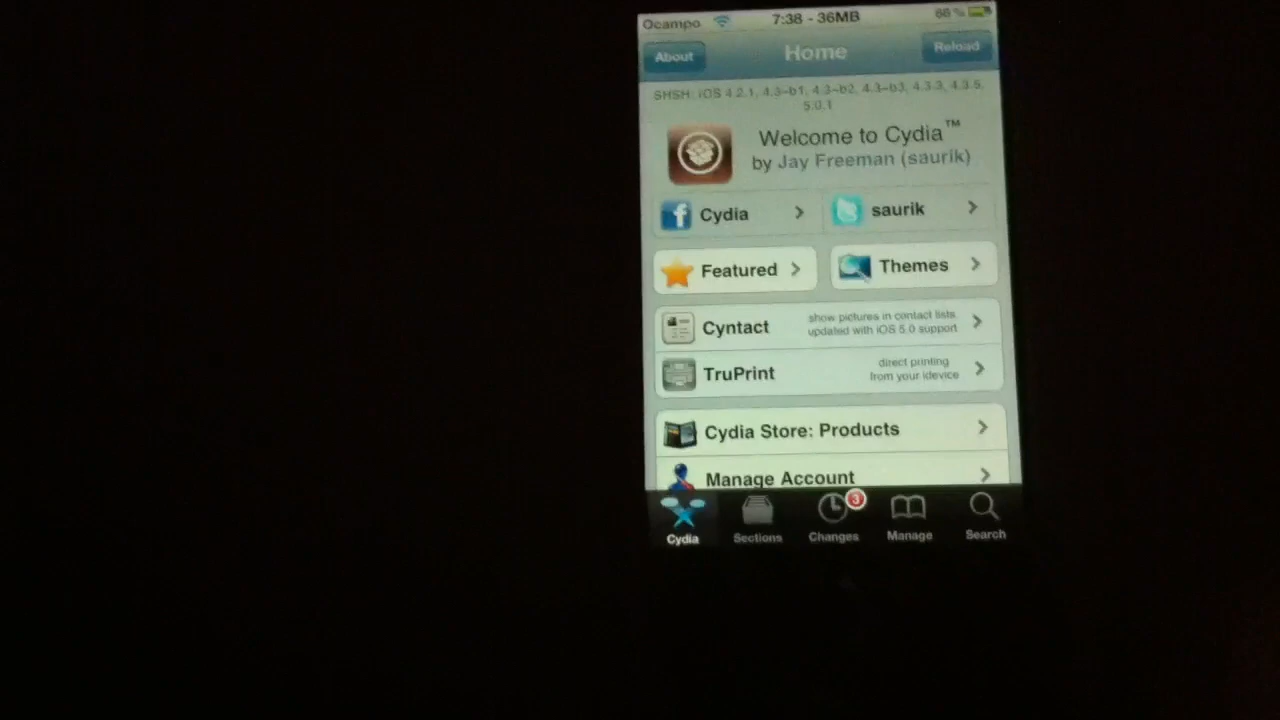 Ocampo 7:38 - 36MB 66 %
About Home Reload
SHSH: iOS 4.2.1, 4.3~b1, 4.3~b2, 4.3~b3, 4.3.3, 4.3.5,
5.0.1
Welcome to Cydia™
by Jay Freeman (saurik)
f Cydia saurik
Featured Themes
Cyntact show pictures in contact lists
updated with iOS 5.0 support
TruPrint direct printing
from your idevice
Cydia Store: Products
Manage Account
3
Cydia Sections Changes Manage Search